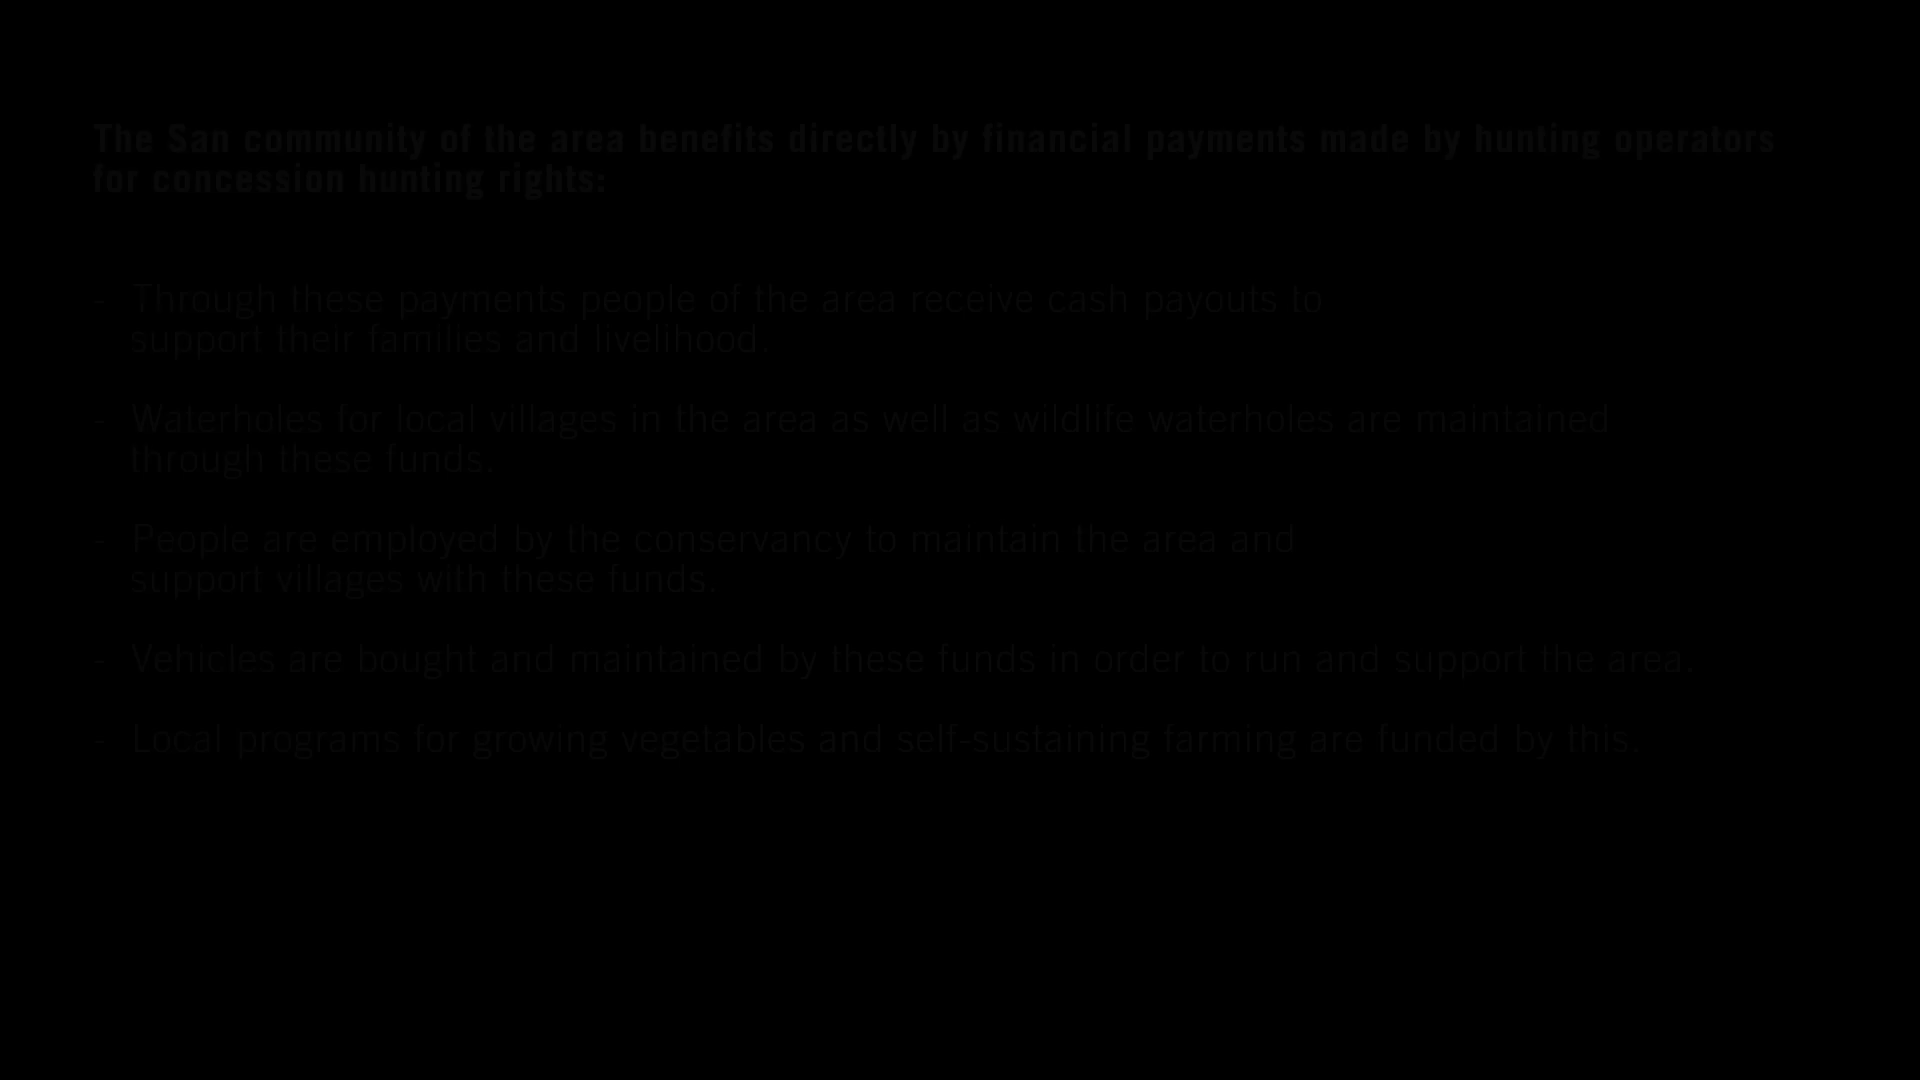 The San community of the area benefits directly by financial payments made by hunting operators
for concession hunting rights:
- Through these payments people of the area receive cash payouts to
support their families and livelihood.
- Waterholes for local villages in the area as well as wildlife waterholes are maintained
through these funds.
- People are employed by the conservancy to maintain the area and
support villages with these funds.
- Vehicles are bought and maintained by these funds in order to run and support the area.
- Local programs for growing vegetables and self-sustaining farming are funded by this.